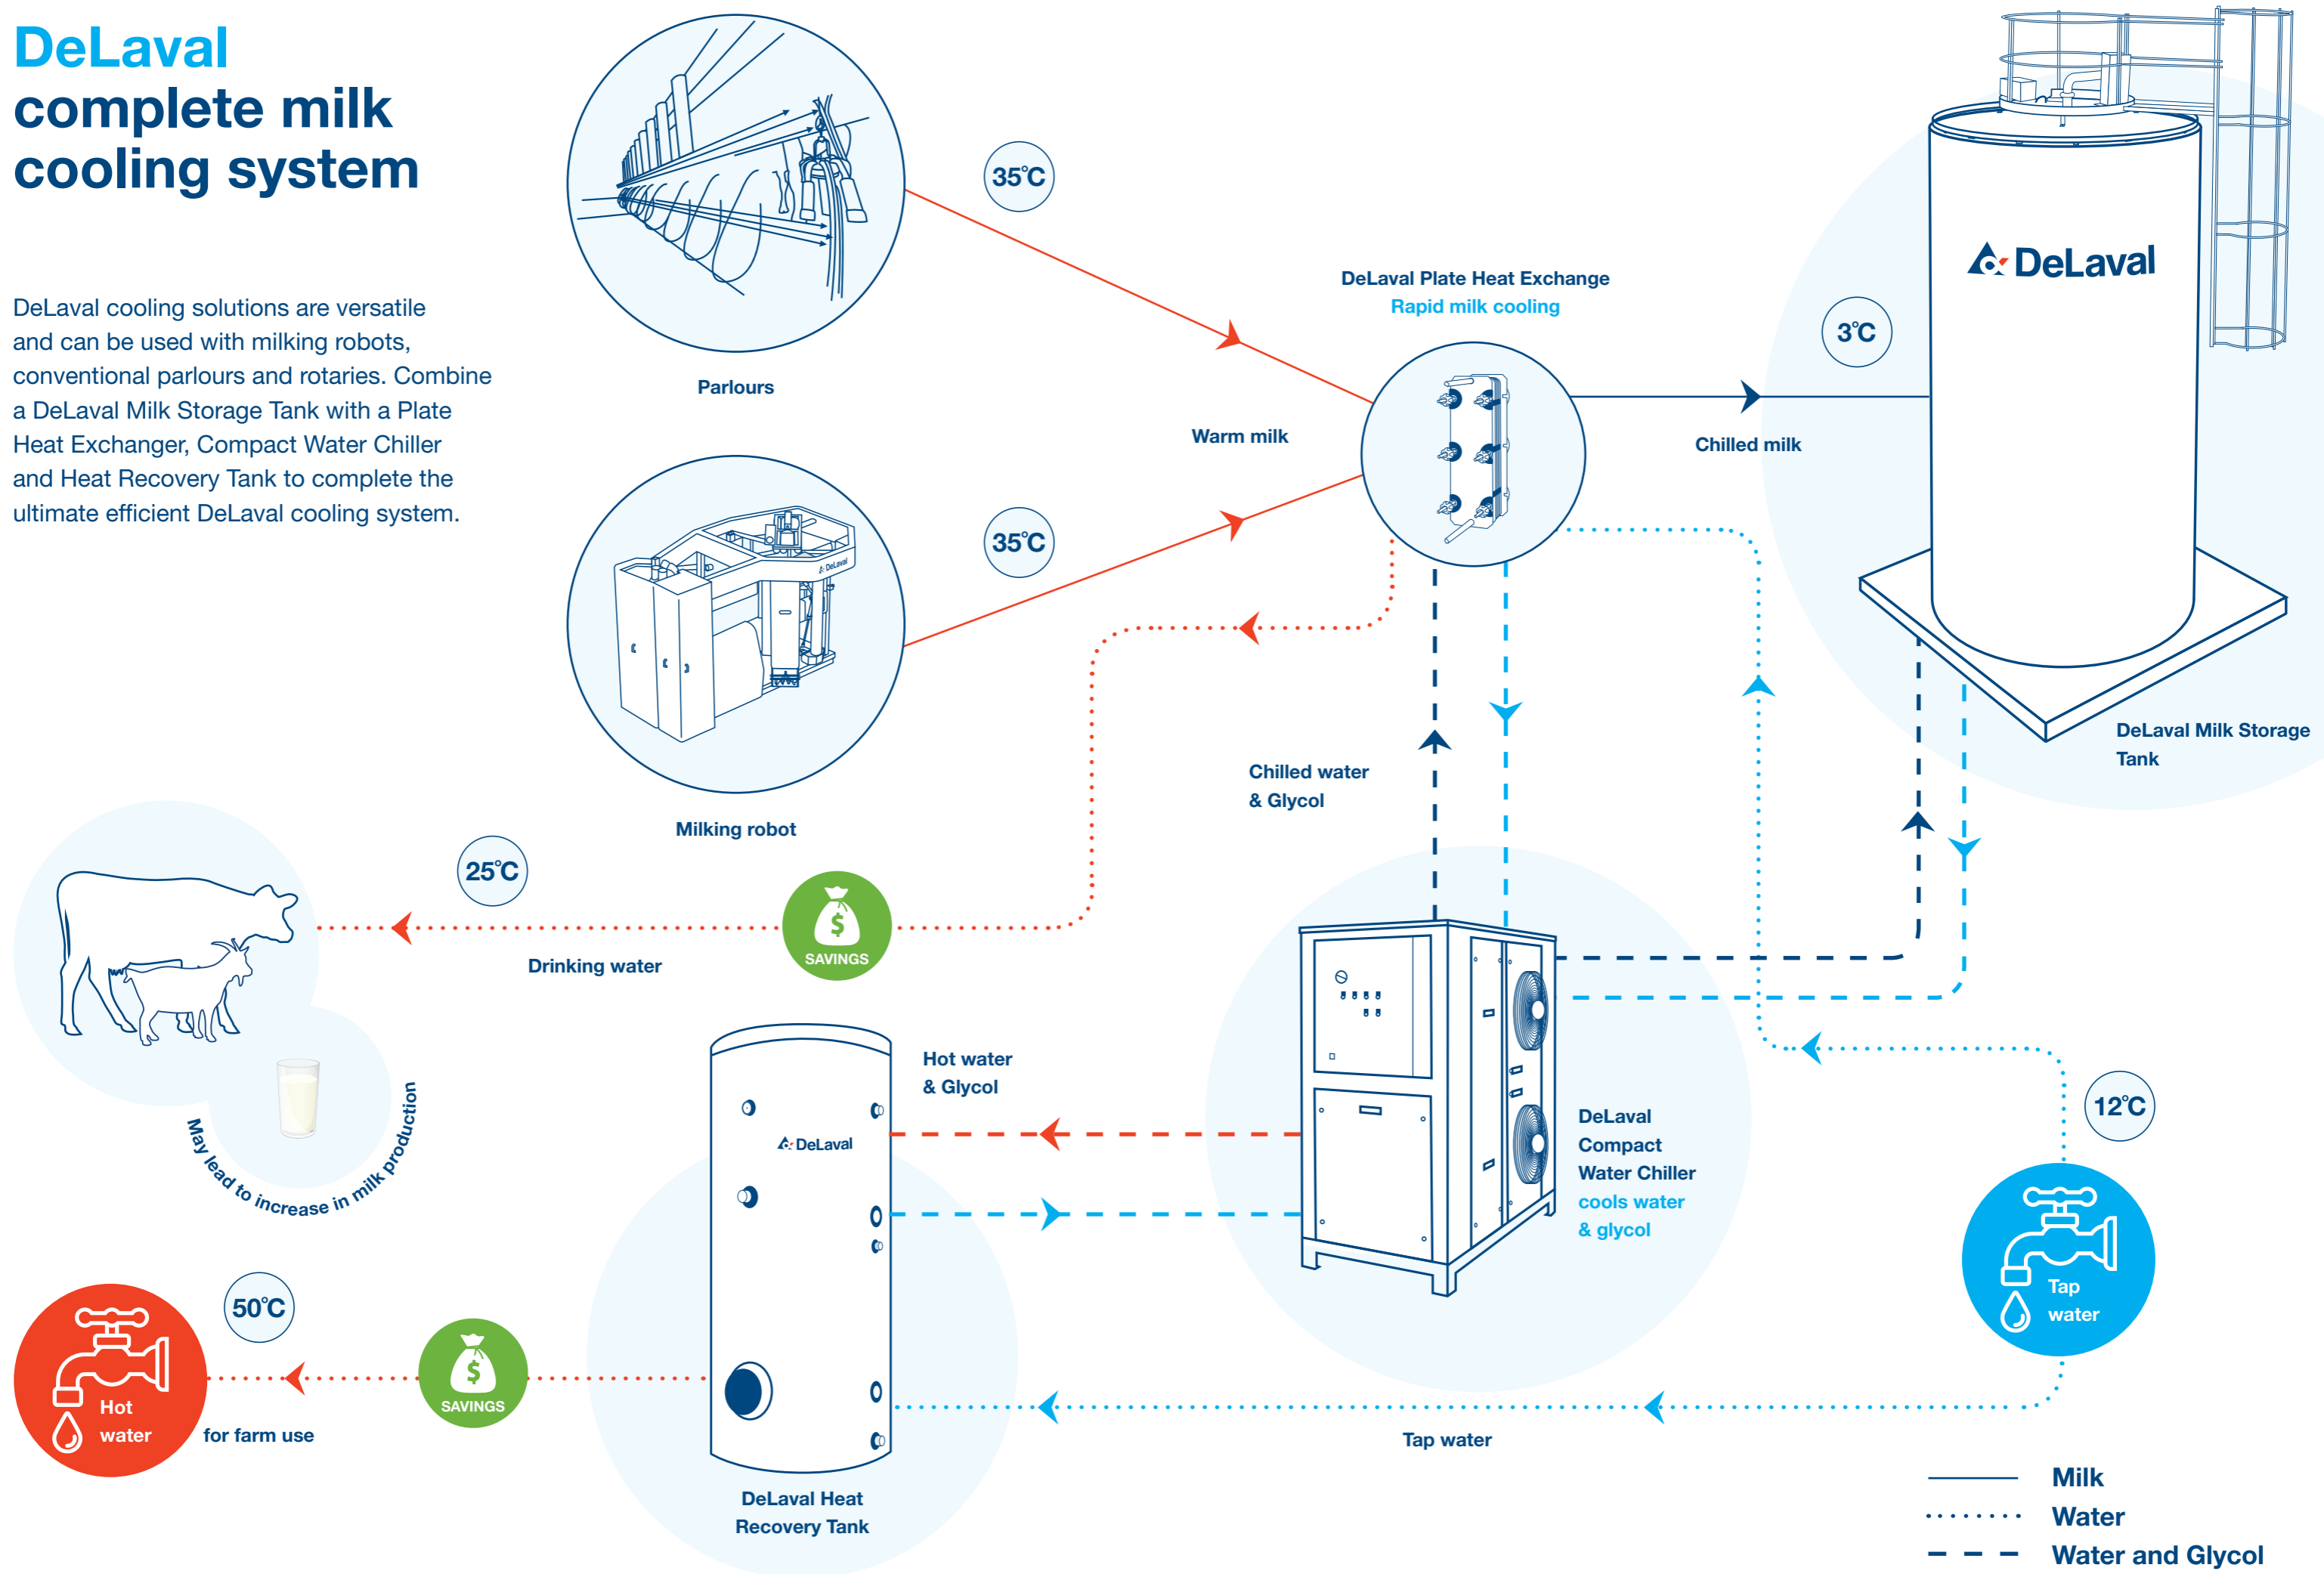 DeLaval
complete milk
cooling system
DeLaval cooling solutions are versatile
and can be used with milking robots,
conventional parlours and rotaries. Combine
a DeLaval Milk Storage Tank with a Plate
Heat Exchanger, Compact Water Chiller
and Heat Recovery Tank to complete the
ultimate efficient DeLaval cooling system.
35°C
Parlours
DeLaval Plate Heat Exchange
Rapid milk cooling
Warm milk
3°C
Chilled milk
DeLaval
DeLaval Milk Storage
Tank
35°C
DeLaval
Milking robot
Chilled water
& Glycol
25°C
SAVINGS
Drinking water
May lead to increase in milk production
Hot water
& Glycol
DeLaval
DeLaval
Compact
Water Chiller
cools water
& glycol
12°C
Tap
water
50°C
Hot
water
for farm use
SAVINGS
Tap water
DeLaval Heat
Recovery Tank
Milk
Water
Water and Glycol